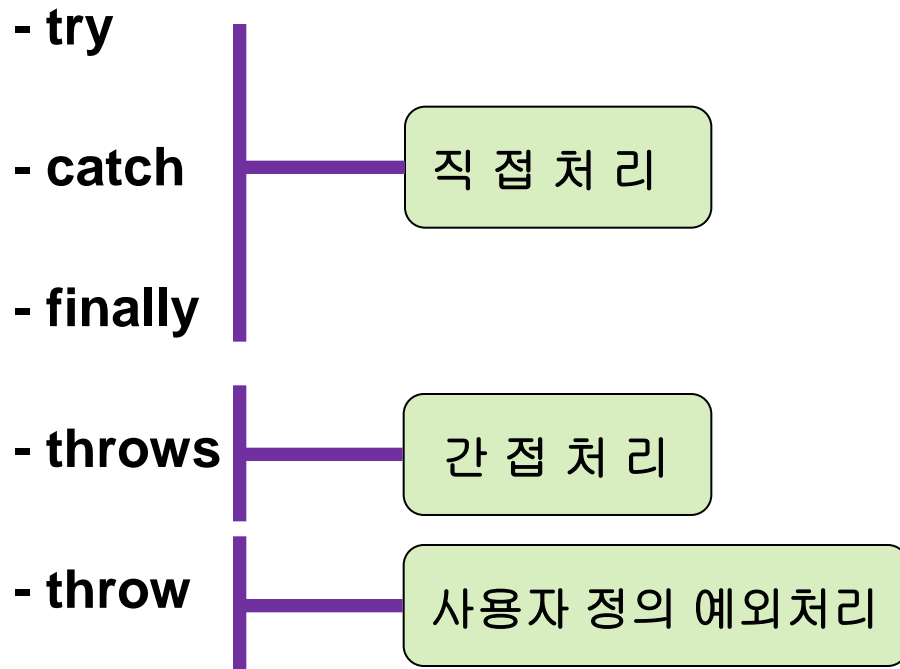 - try
- catch
직 접 처 리
- finally
- throws
간 접 처 리
- throw
사용자 정의 예외처리